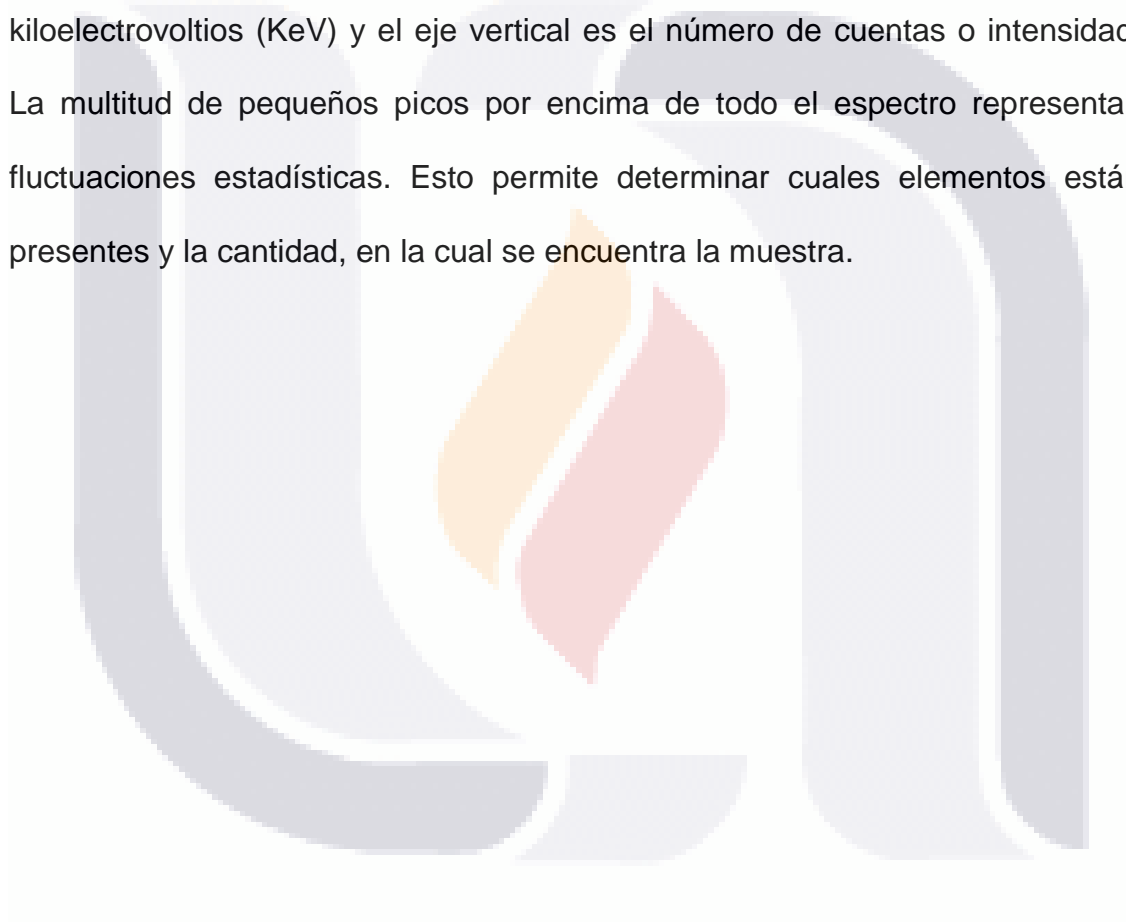 kiloelectrovoltios (KeV) y el eje vertical es el número de cuentas o intensidad
La multitud de pequeños picos por encima de todo el espectro representa
fluctuaciones estadísticas. Esto permite determinar cuales elementos está
presentes y la cantidad, en la cual se encuentra la muestra.